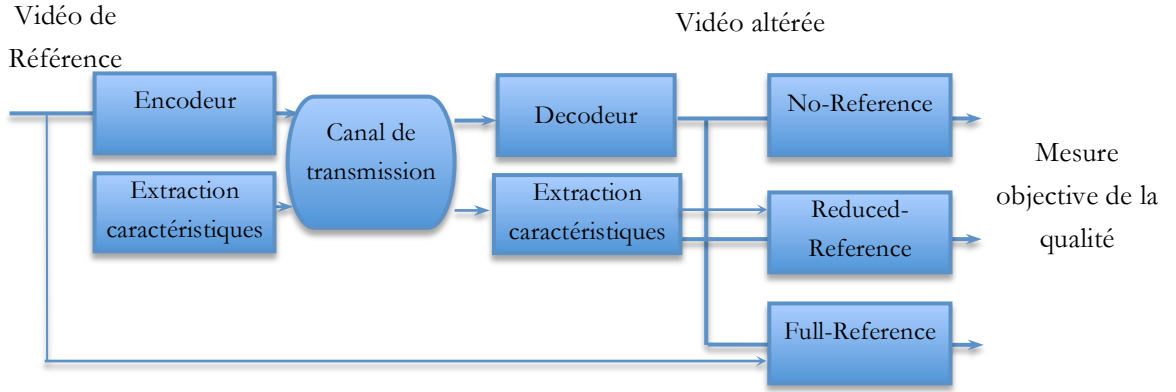 Vidéo de
Référence
Vidéo altérée
Encodeur
Canal de
transmission
Decodeur
No-Reference
Extraction
caractéristiques
Extraction
caractéristiques
Reduced-
Reference
Mesure
objective de la
qualité
Full-Reference